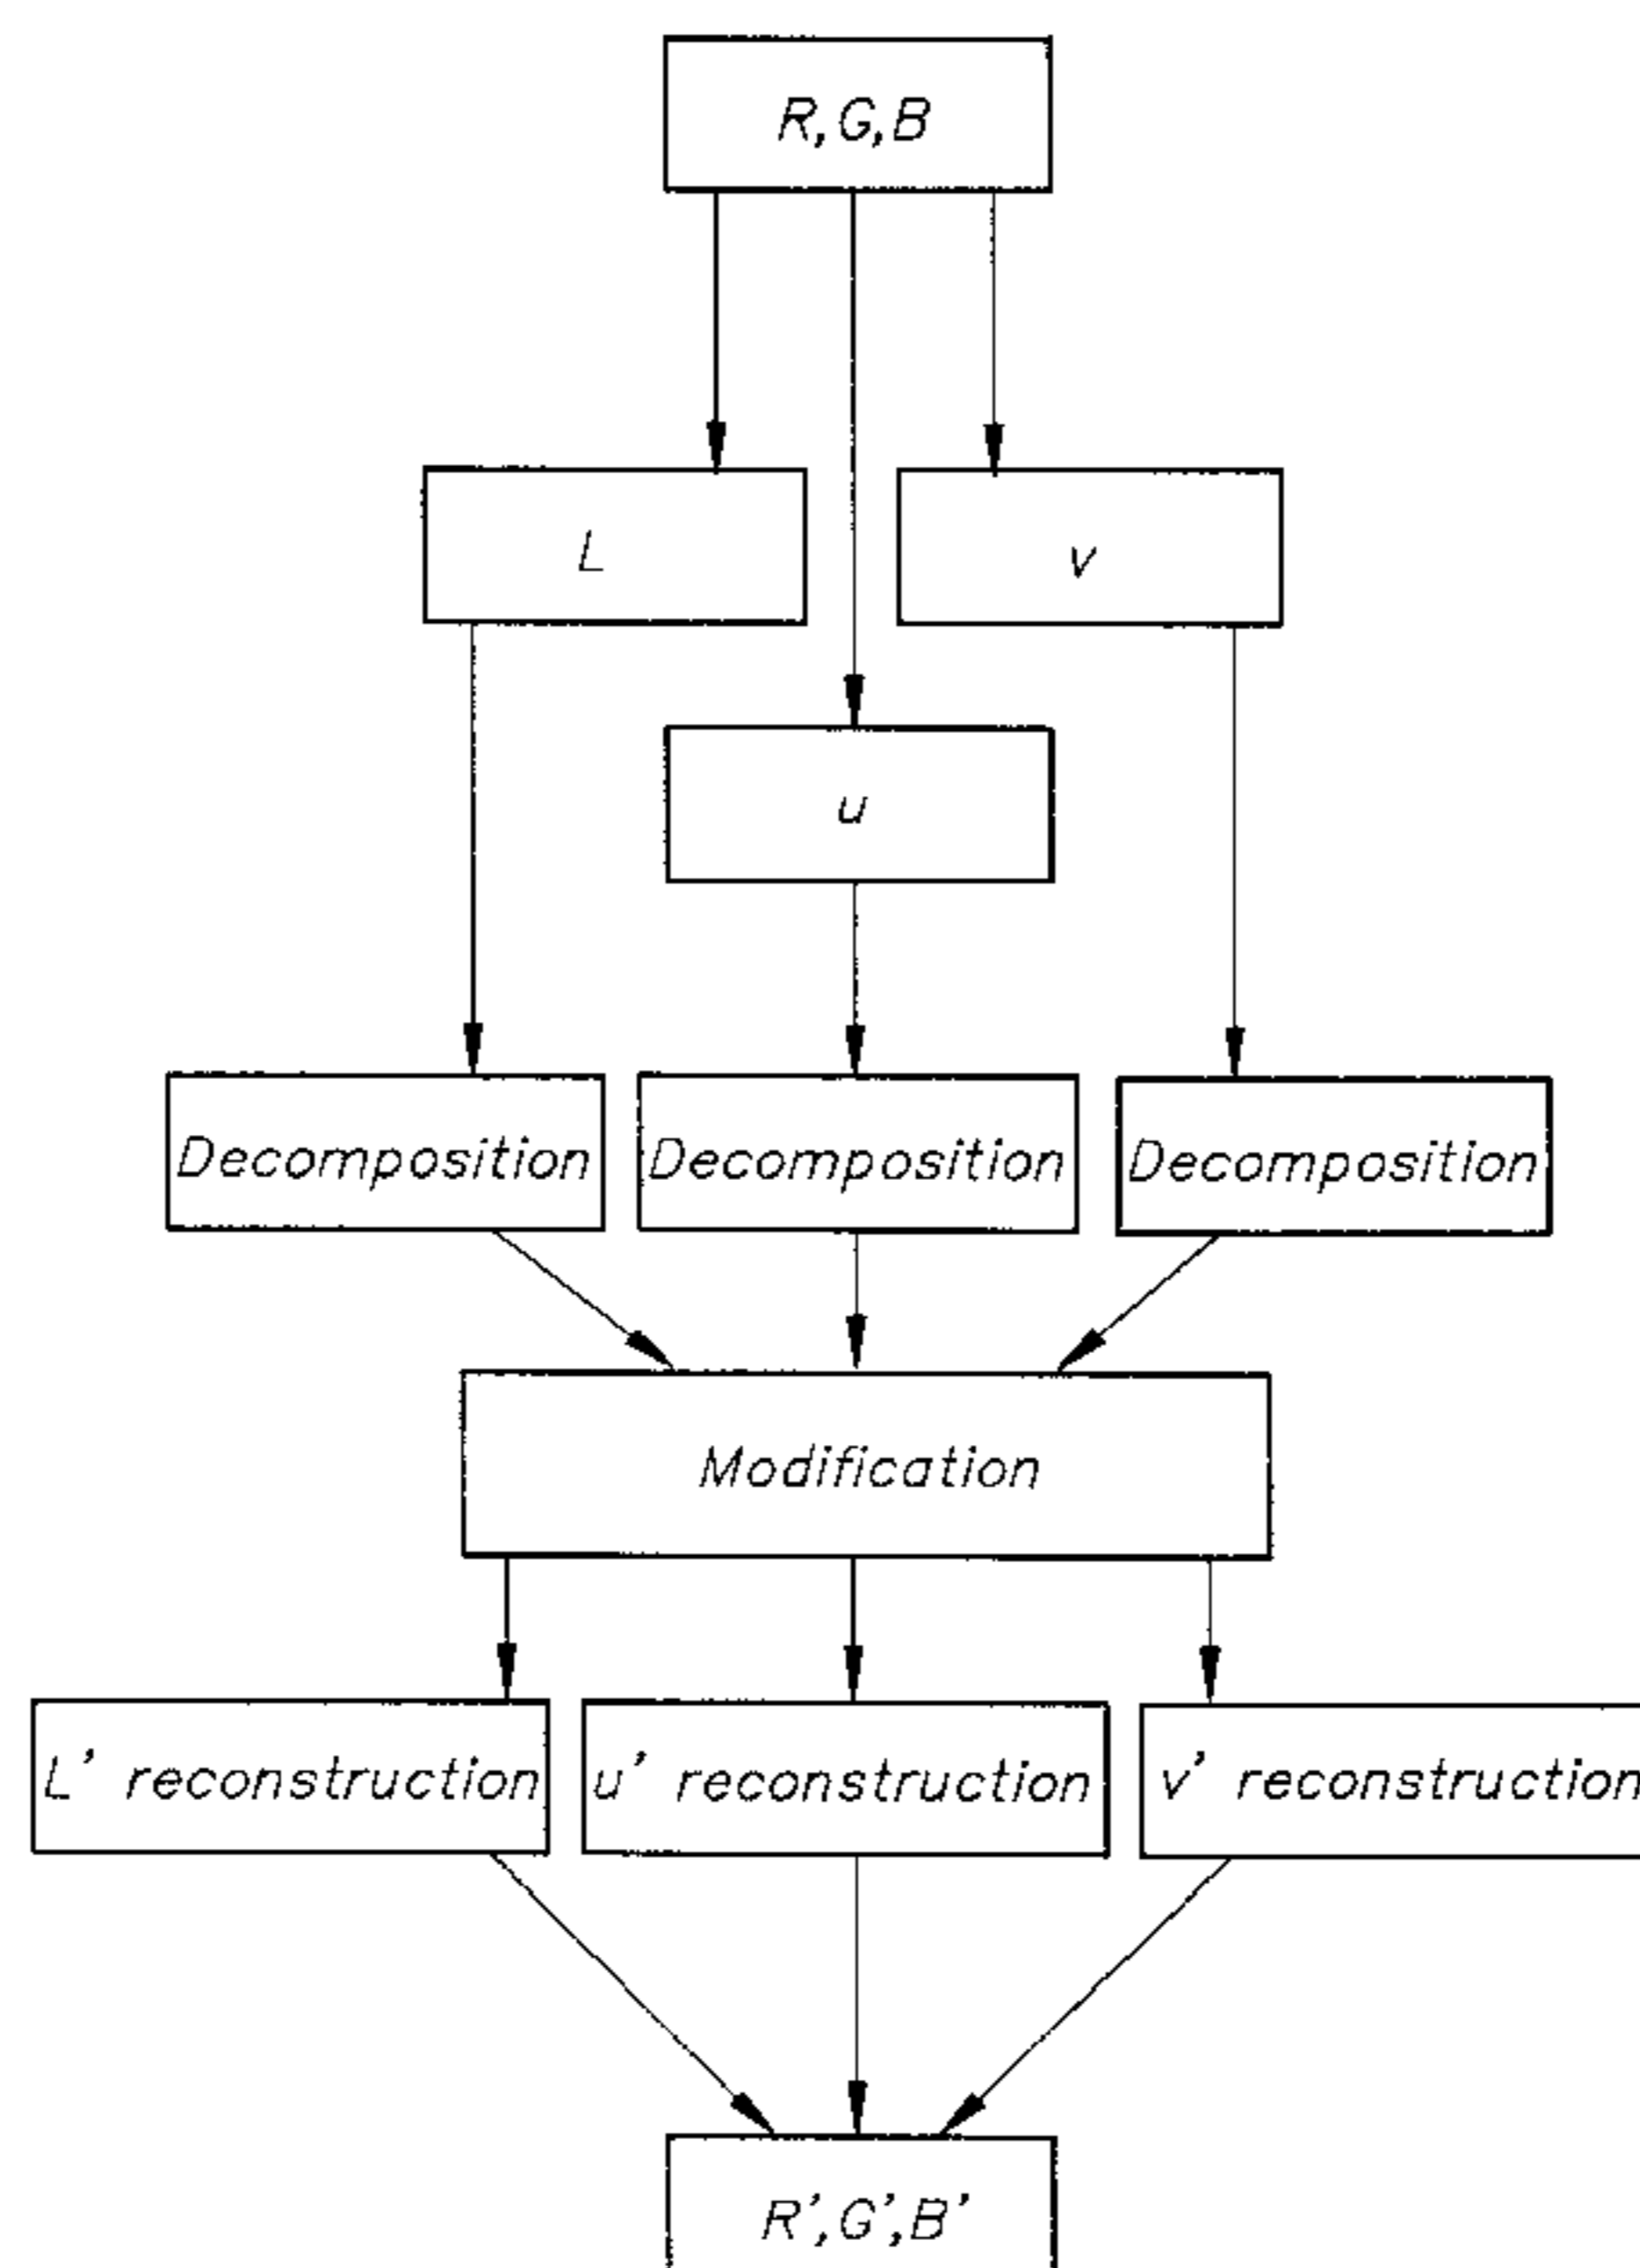 R,G,B
L
v
u
Decomposition
Decomposition
Decomposition
Modification
L' reconstruction
u' reconstruction
v' reconstruction
R',G',B'